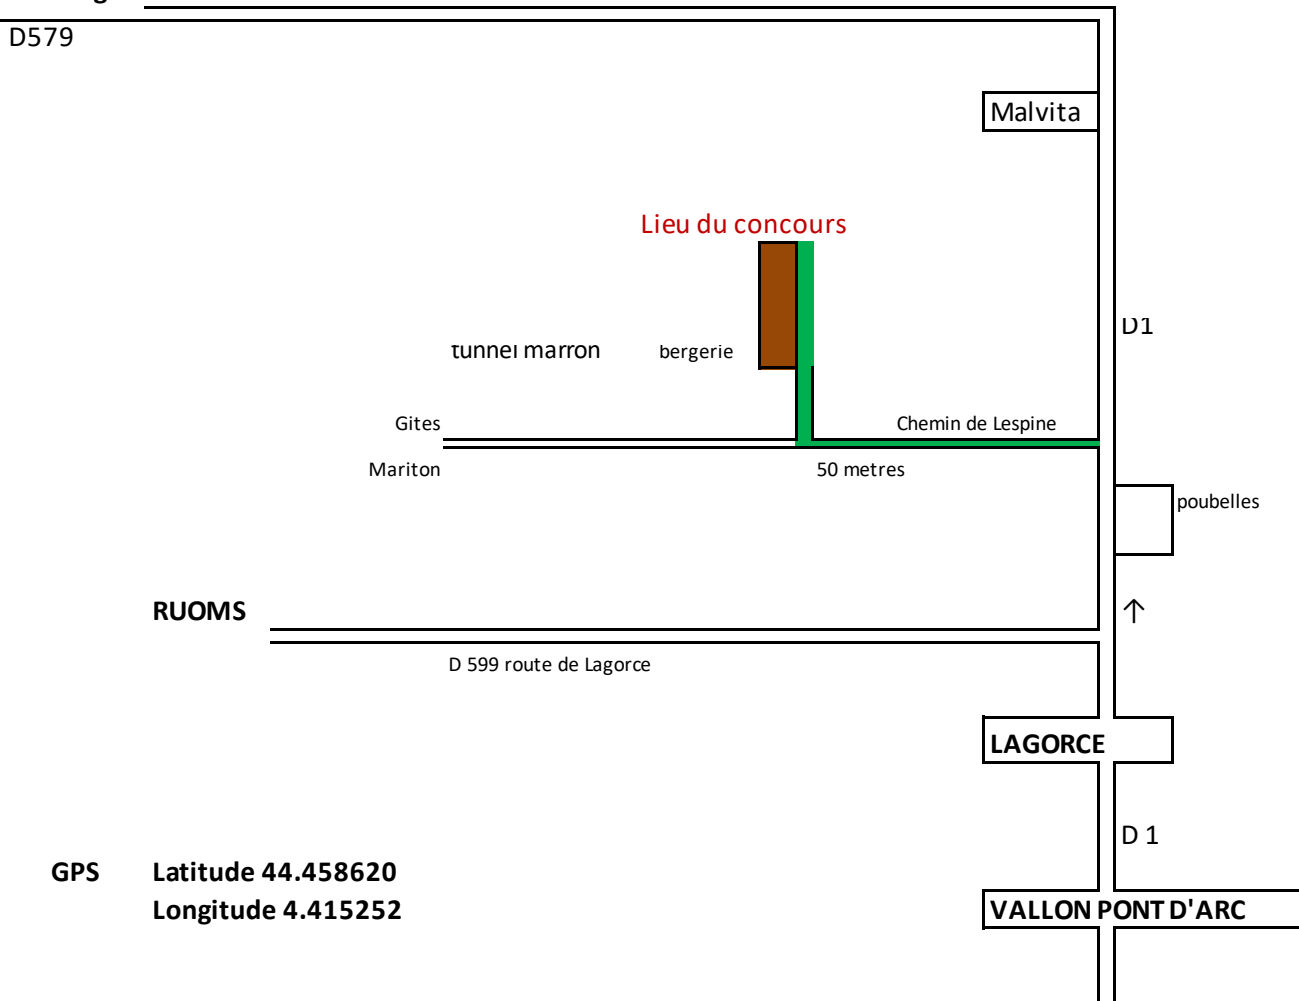 D579
Malvita
Lieu du concours
D1
tunnel marron
bergerie
Gites
Chemin de Lespine
Mariton
50 metres
poubelles
RUOMS
↑
D 599 route de Lagorce
LAGORCE
D 1
GPS Latitude 44.458620
Longitude 4.415252
VALLON PONT D'ARC